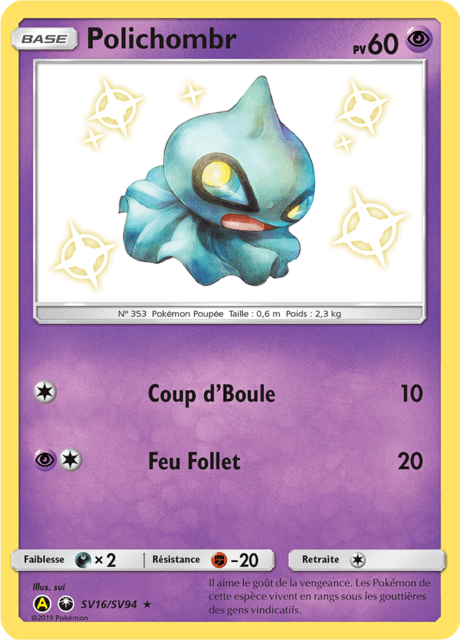 BASE Polichombr PV60
N° 353 Pokémon Poupée Taille : 0,6 m Poids : 2,3 kg
Coup d'Boule 10
Feu Follet 20
Faiblesse ×2 Résistance -20 Retraite
Illus. sui
A SV16/SV94 ★
©2019 Pokémon
Il aime le goût de la vengeance. Les Pokémon de
cette espèce vivent en rangs sous les gouttières
des gens vindicatifs.